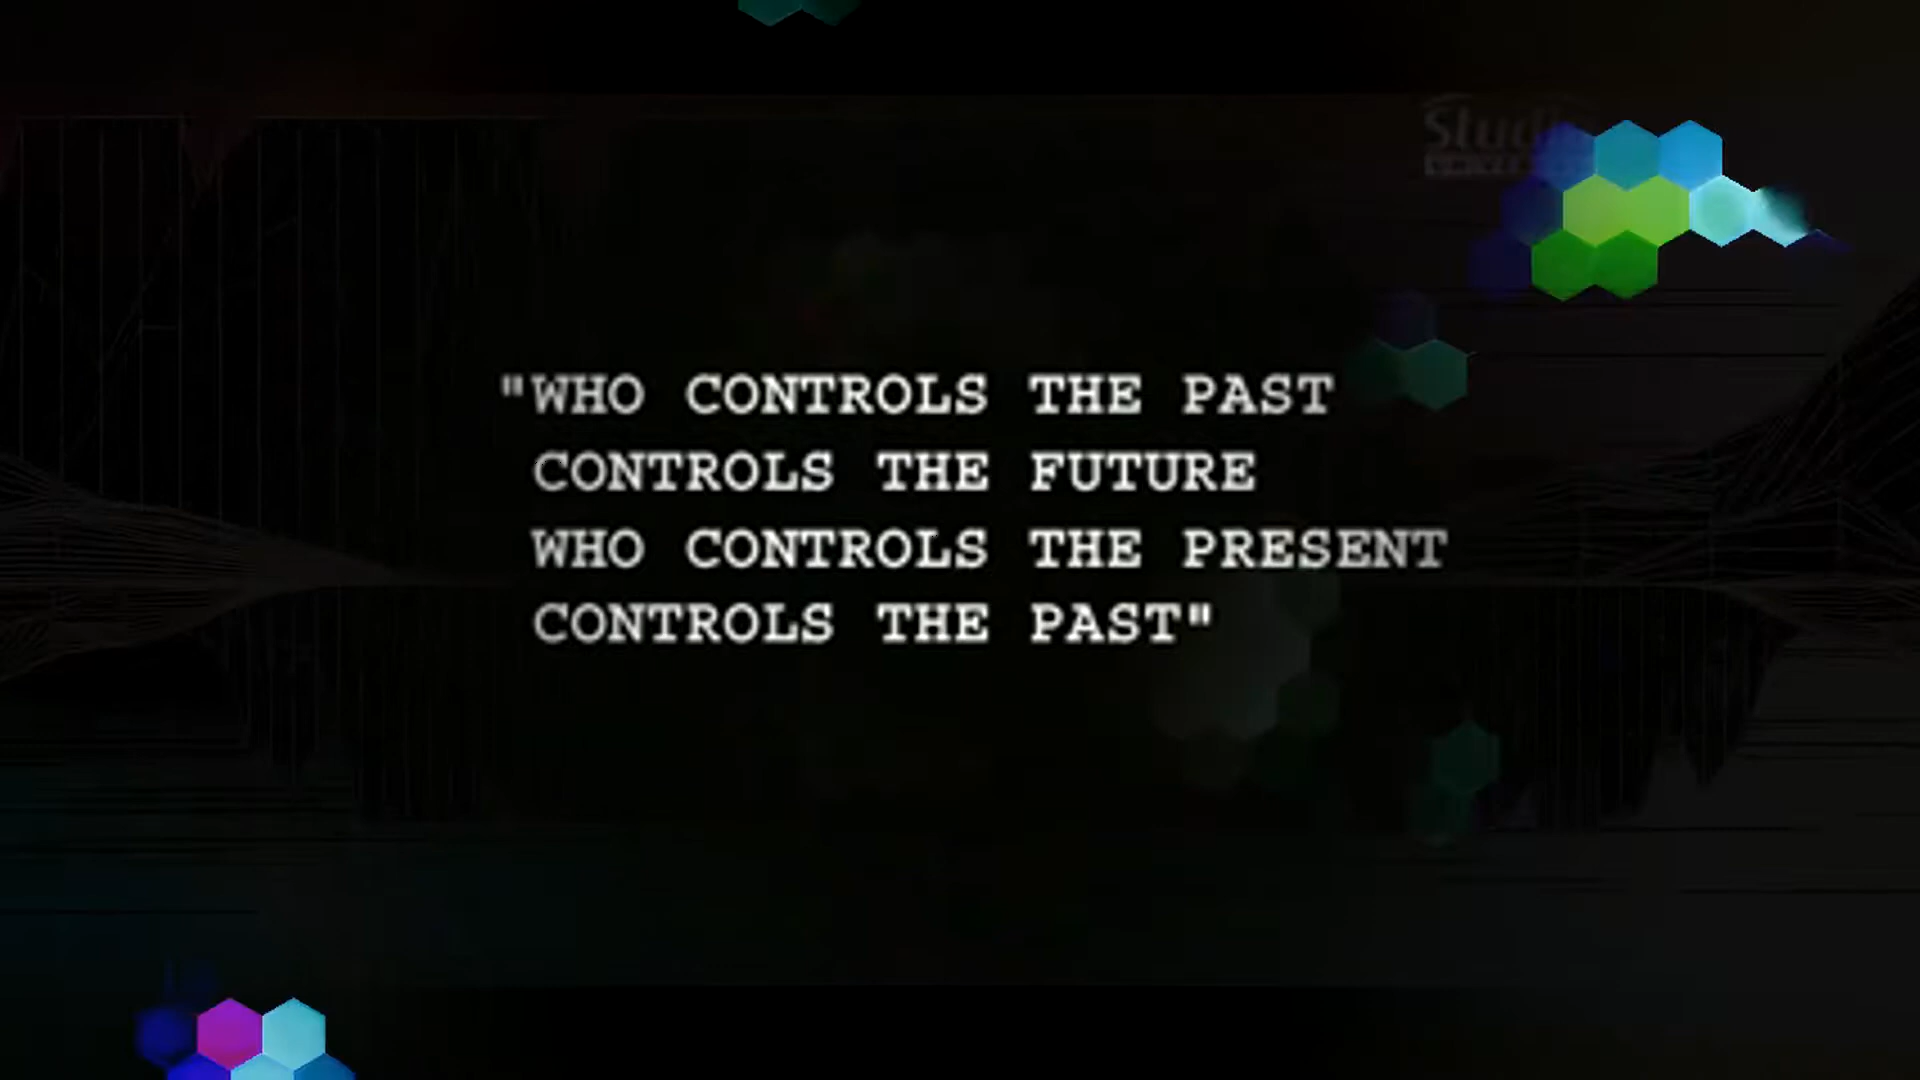 "WHO CONTROLS THE PAST
CONTROLS THE FUTURE
WHO CONTROLS THE PRESENT
CONTROLS THE PAST"